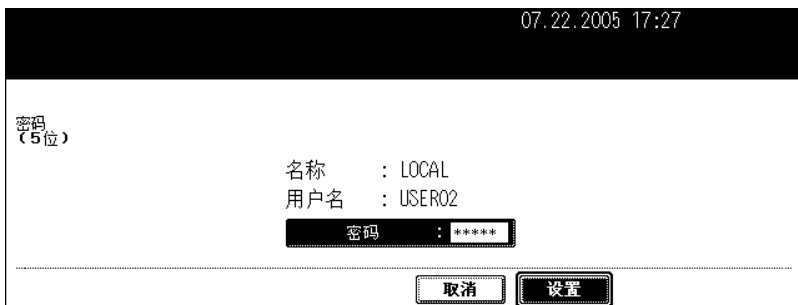 07.22.2005 17:27
密码
(5位)
名称 : LOCAL
用户名 : USER02
密码 : *****
取消 设置